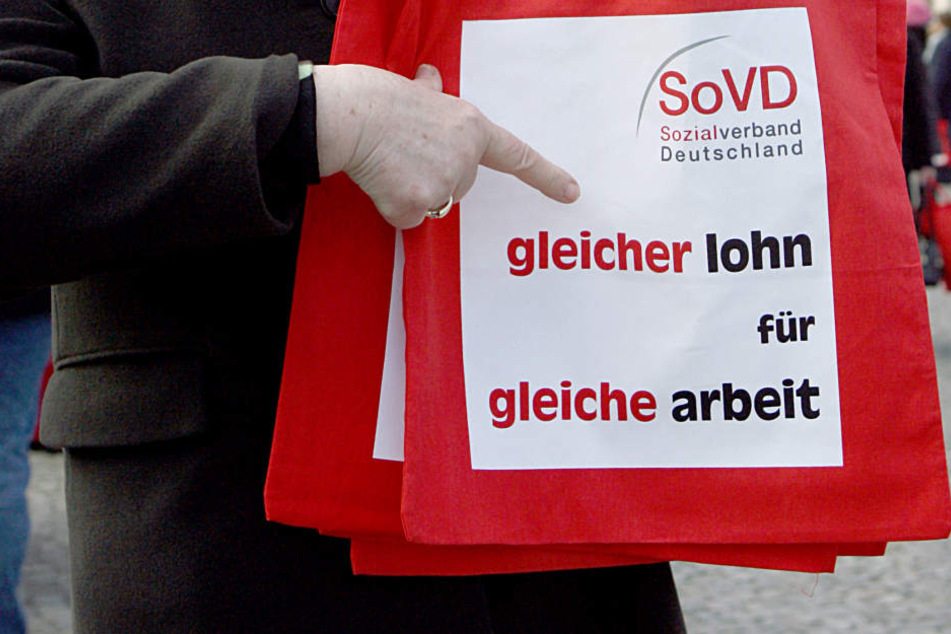 SoVD
Sozialverband
Deutschland
gleicher lohn
für
gleiche arbeit